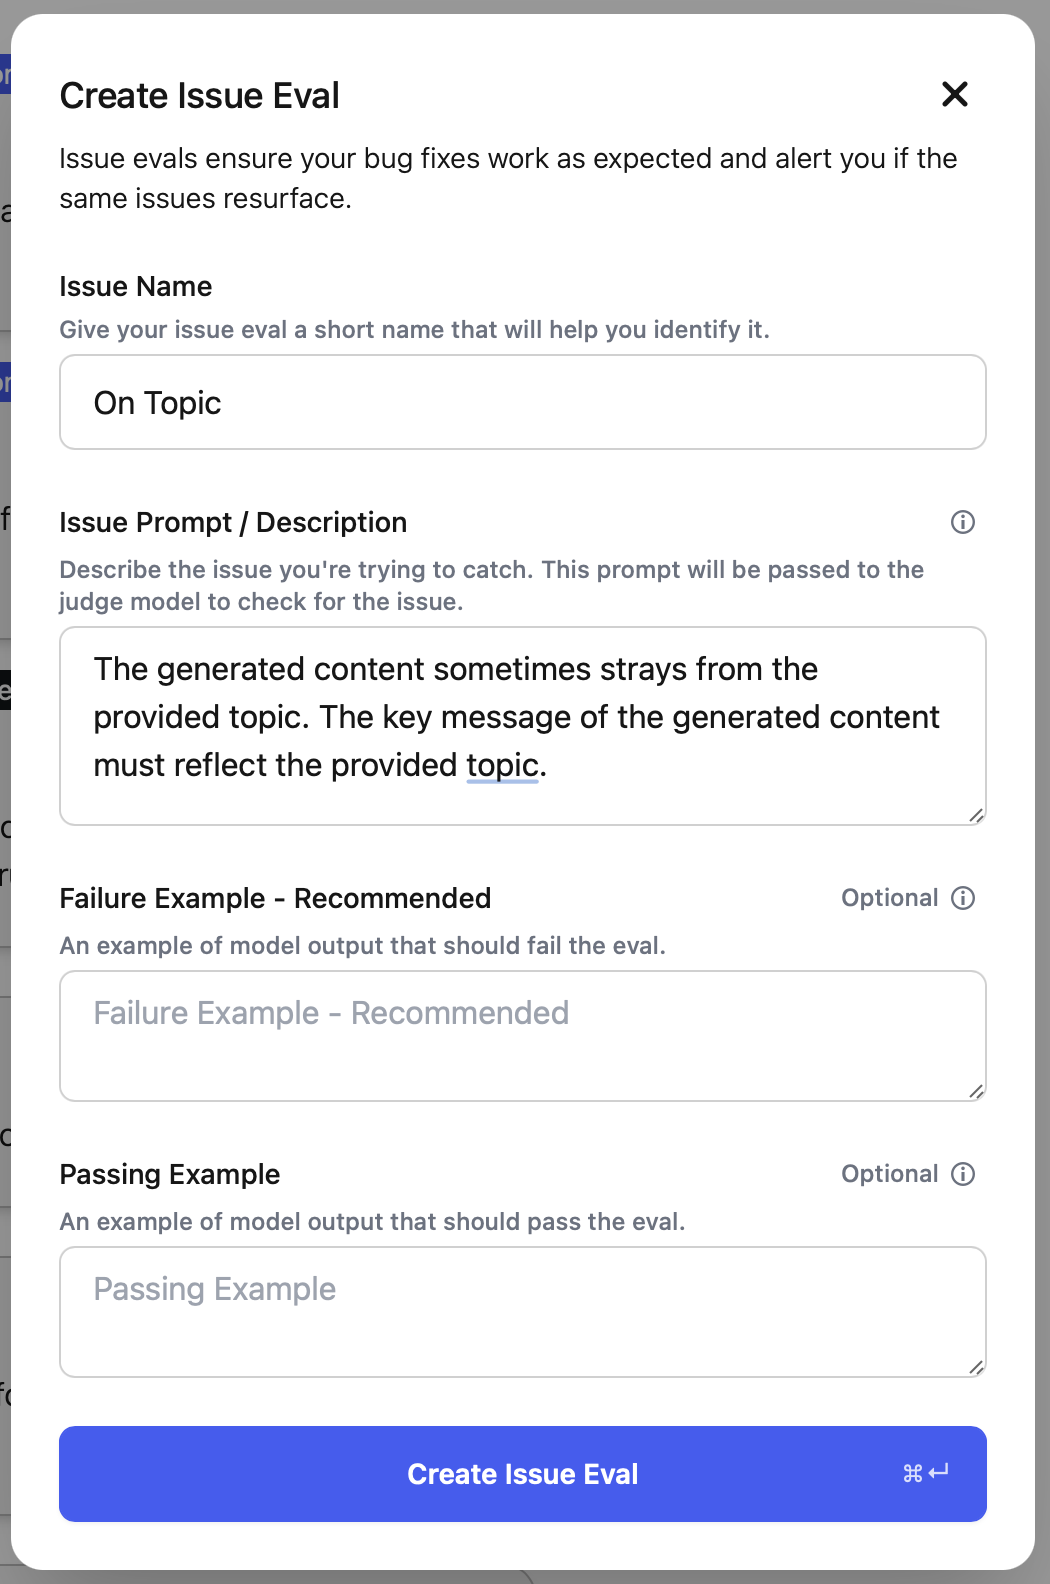 Create Issue Eval
Issue evals ensure your bug fixes work as expected and alert you if the
same issues resurface.
Issue Name
Give your issue eval a short name that will help you identify it.
On Topic
Issue Prompt / Description
Describe the issue you're trying to catch. This prompt will be passed to the
judge model to check for the issue.
The generated content sometimes strays from the
provided topic. The key message of the generated content
must reflect the provided topic.
Failure Example - Recommended
Optional
An example of model output that should fail the eval.
Failure Example - Recommended
Passing Example
Optional
An example of model output that should pass the eval.
Passing Example
Create Issue Eval ⌘↵